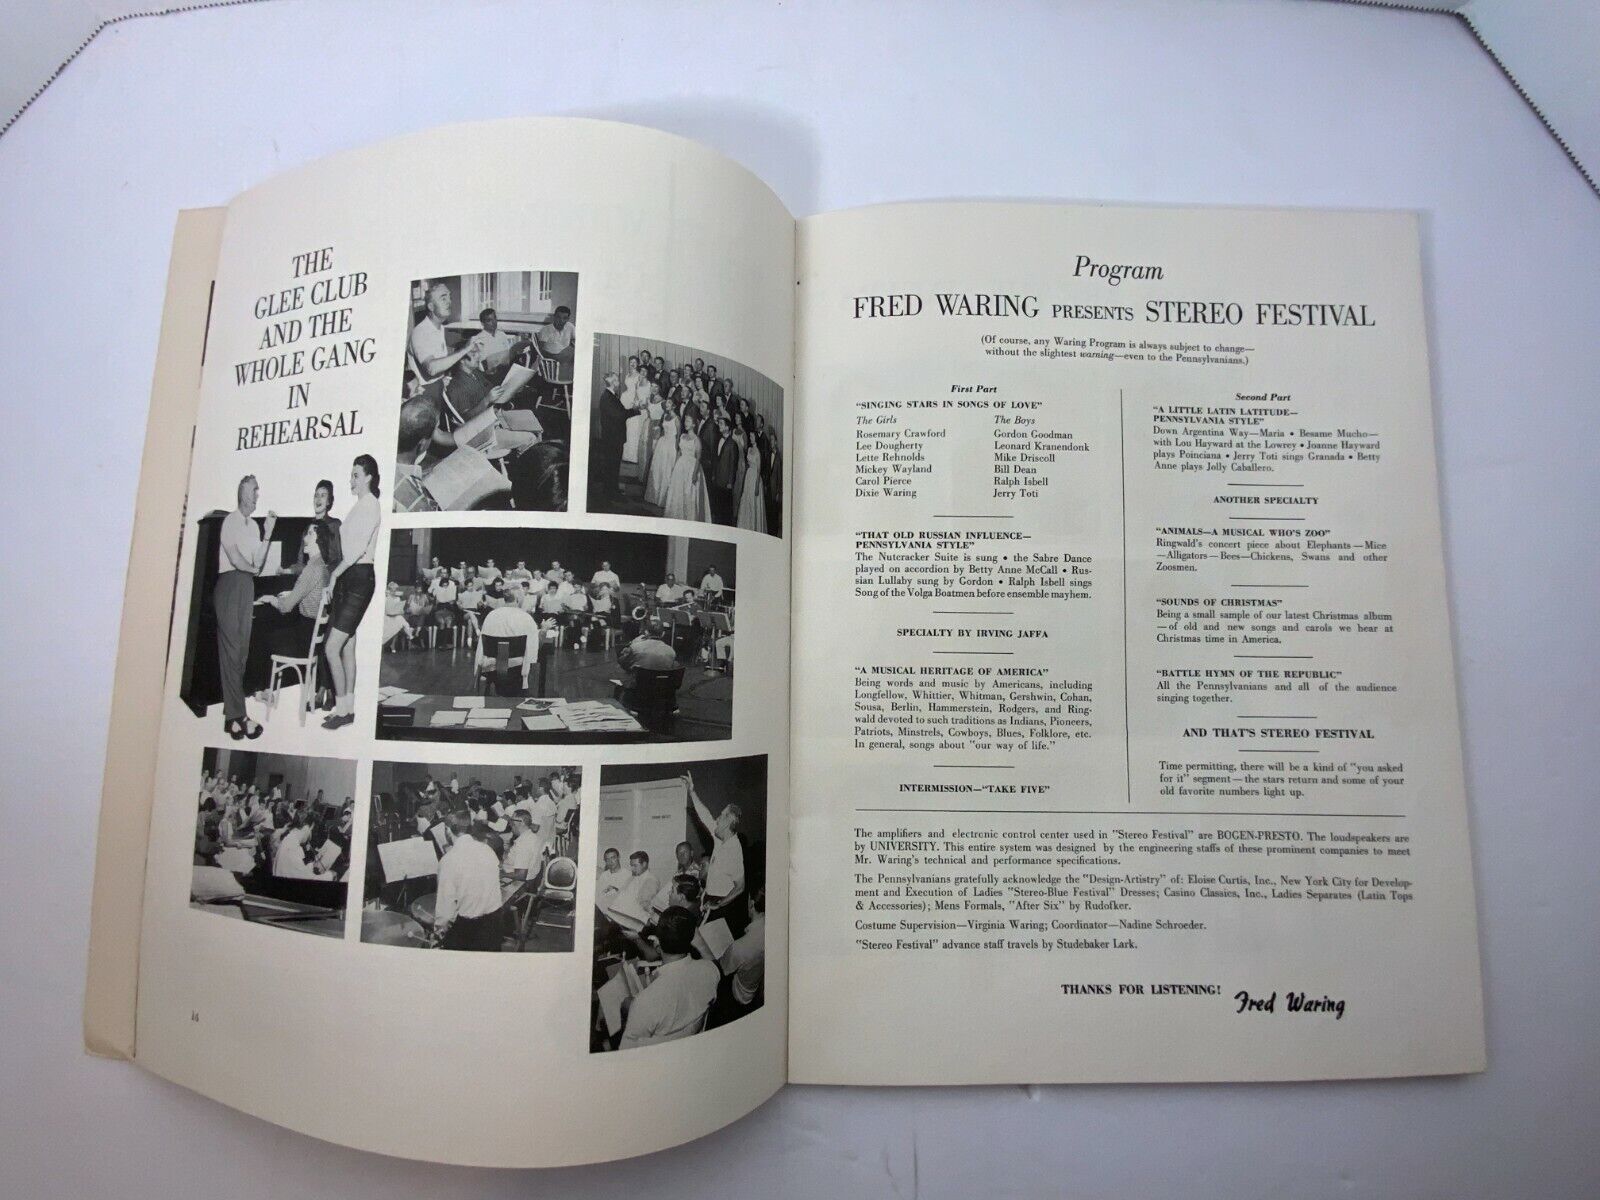 THE
GLEE CLUB
AND THE
WHOLE GANG
IN
REHEARSAL
16
Program
FRED WARING PRESENTS STEREO FESTIVAL
(Of course, any Waring Program is always subject to change—
without the slightest warning—even to the Pennsylvanians.)
First Part
"SINGING STARS IN SONGS OF LOVE"
The Girls The Boys
Rosemary Crawford Gordon Goodman
Lee Dougherty Leonard Kranendonk
Lette Rehnolds Mike Driscoll
Mickey Wayland Bill Dean
Carol Pierce Ralph Isbell
Dixie Waring Jerry Toti
"THAT OLD RUSSIAN INFLUENCE—
PENNSYLVANIA STYLE"
The Nutcracker Suite is sung • the Sabre Dance
played on accordion by Betty Anne McCall • Rus-
sian Lullaby sung by Gordon • Ralph Isbell sings
Song of the Volga Boatmen before ensemble mayhem.
SPECIALTY BY IRVING JAFFA
"A MUSICAL HERITAGE OF AMERICA"
Being words and music by Americans, including
Longfellow, Whittier, Whitman, Gershwin, Cohan,
Sousa, Berlin, Hammerstein, Rodgers, and Ring-
wald devoted to such traditions as Indians, Pioneers,
Patriots, Minstrels, Cowboys, Blues, Folklore, etc.
In general, songs about "our way of life."
INTERMISSION—"TAKE FIVE"
Second Part
"A LITTLE LATIN LATITUDE—
PENNSYLVANIA STYLE"
Down Argentina Way—Maria • Besame Mucho—
with Lou Hayward at the Lowrey • Joanne Hayward
plays Poinciana • Jerry Toti sings Granada • Betty
Anne plays Jolly Caballero.
ANOTHER SPECIALTY
"ANIMALS—A MUSICAL WHO'S ZOO"
Ringwald's concert piece about Elephants—Mice
—Alligators—Bees—Chickens, Swans and other
Zoosmen.
"SOUNDS OF CHRISTMAS"
Being a small sample of our latest Christmas album
—of old and new songs and carols we hear at
Christmas time in America.
"BATTLE HYMN OF THE REPUBLIC"
All the Pennsylvanians and all of the audience
singing together.
AND THAT'S STEREO FESTIVAL
Time permitting, there will be a kind of "you asked
for it" segment—the stars return and some of your
old favorite numbers light up.
The amplifiers and electronic control center used in "Stereo Festival" are BOGEN-PRESTO. The loudspeakers are
by UNIVERSITY. This entire system was designed by the engineering staffs of these prominent companies to meet
Mr. Waring's technical and performance specifications.
The Pennsylvanians gratefully acknowledge the "Design-Artistry" of: Eloise Curtis, Inc., New York City for Develop-
ment and Execution of Ladies "Stereo-Blue Festival" Dresses; Casino Classics, Inc., Ladies Separates (Latin Tops
& Accessories); Mens Formals, "After Six" by Rudofker.
Costume Supervision—Virginia Waring; Coordinator—Nadine Schroeder.
"Stereo Festival" advance staff travels by Studebaker Lark.
THANKS FOR LISTENING!
Fred Waring